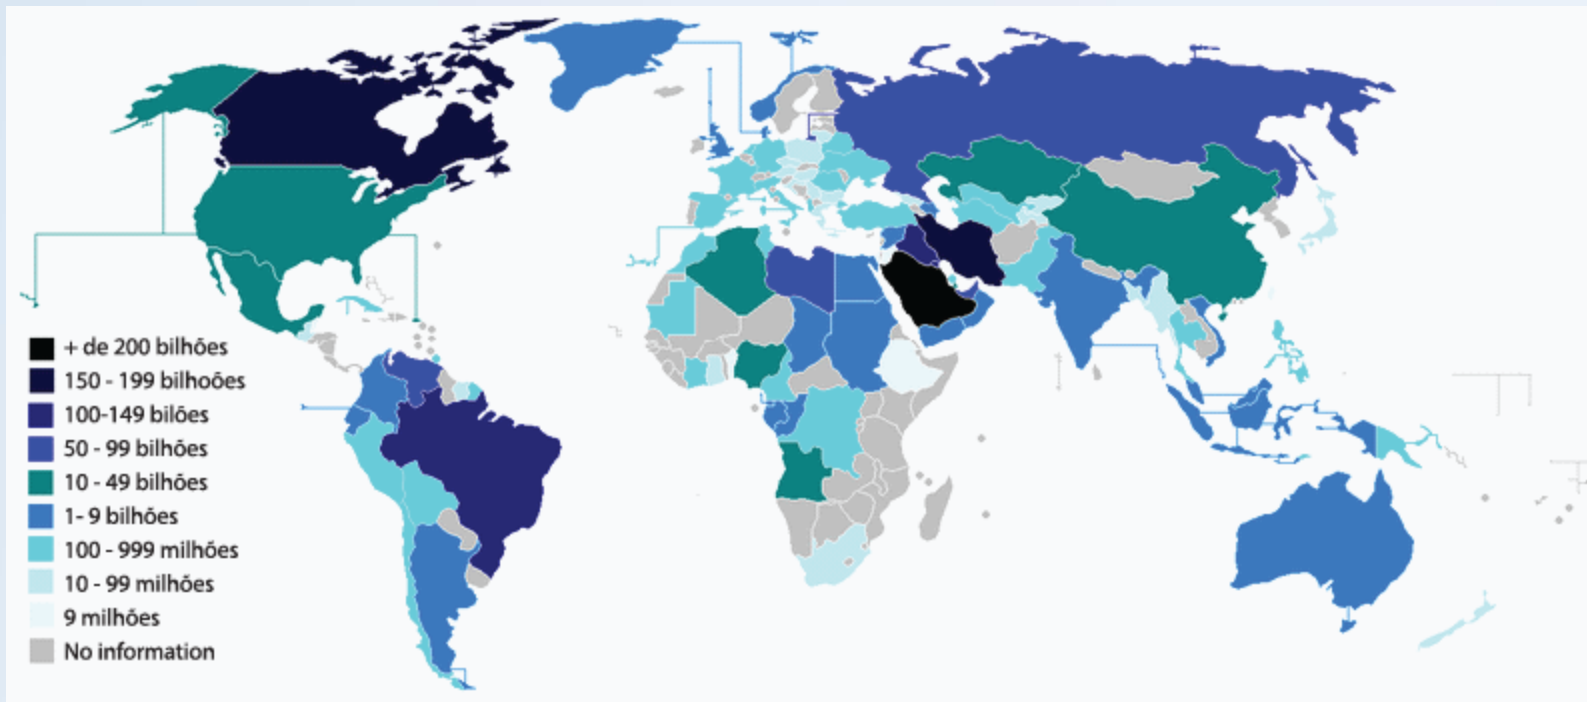 + de 200 bilhões
150 - 199 bilhoões
100-149 bilões
50 - 99 bilhões
10 - 49 bilhões
1- 9 bilhões
100 - 999 milhões
10 - 99 milhões
9 milhões
No information